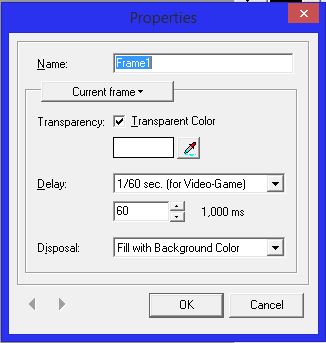 Properties
Name: Frame1
Current frame
Transparency: Transparent Color
Delay: 1/60 sec. (for Video-Game)
60 1,000 ms
Disposal: Fill with Background Color
OK Cancel